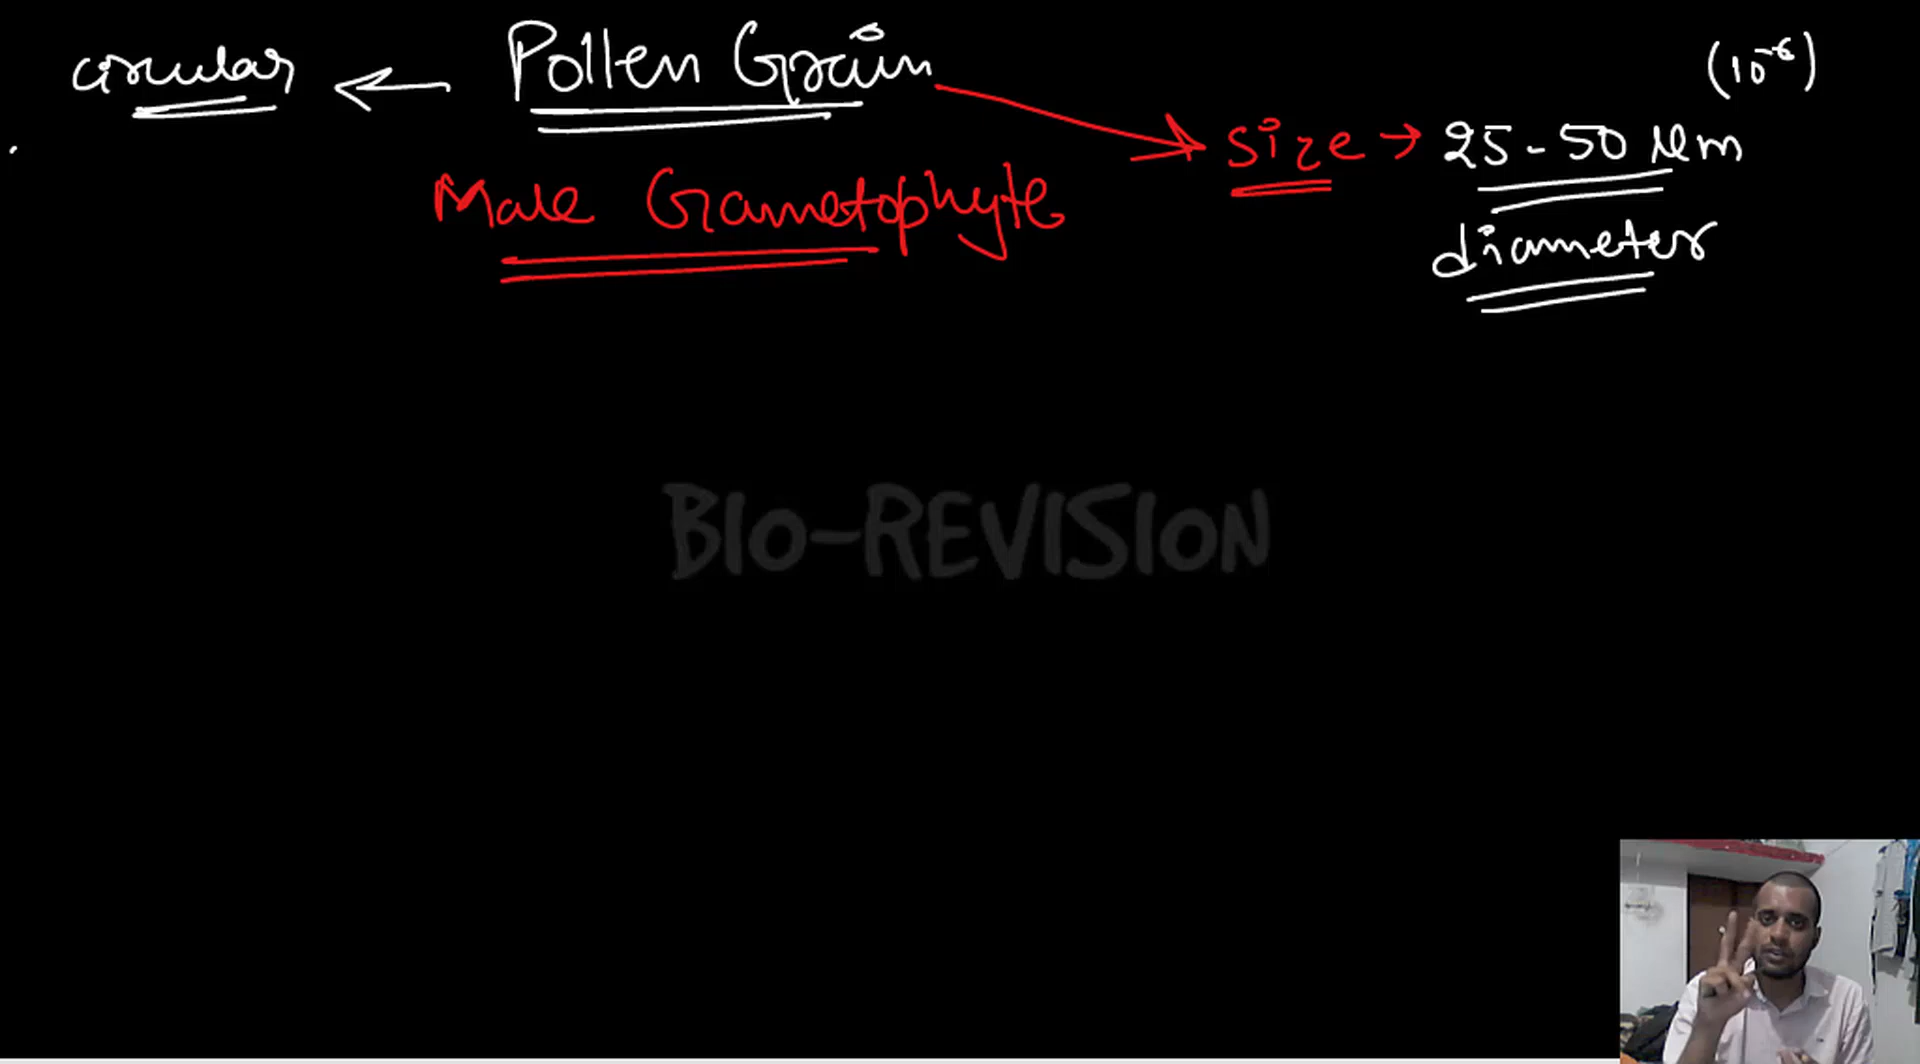 circular ← Pollen Grain
(10⁻⁶)
Size → 25-50 μm
Male Gametophyte
diameter
BIO-REVISION